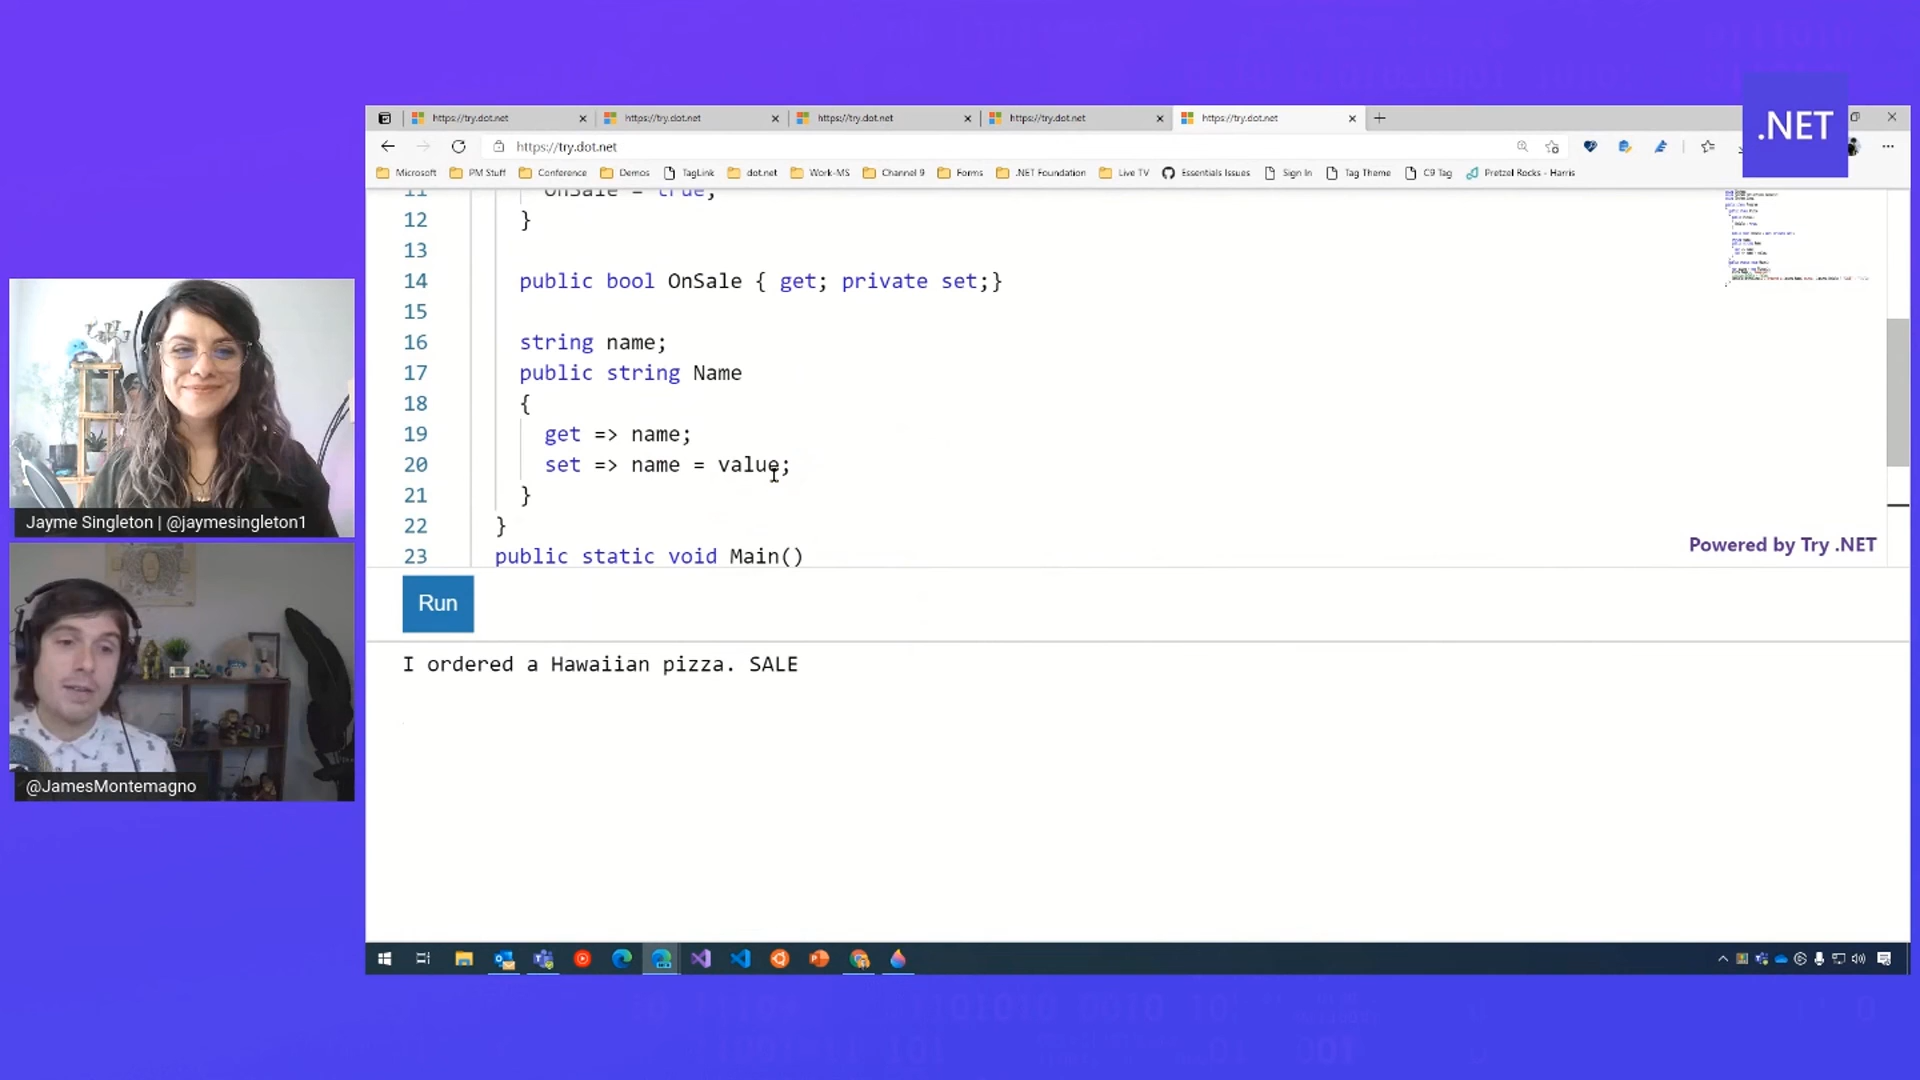 .NET
https://try.dot.net
https://try.dot.net
https://try.dot.net
https://try.dot.net
https://try.dot.net
https://try.dot.net
Microsoft PM Stuff Conference Demos TagLink dot.net Work-MS Channel 9 Forms .NET Foundation Live TV Essentials Issues Sign In Tag Theme C9 Tag Pretzel Rocks - Harris
11 OnSale = true;
12 }
13
14 public bool OnSale { get; private set;}
15
16 string name;
17 public string Name
18 {
19 get => name;
20 set => name = value;
21 }
22 }
23 public static void Main()
Powered by Try .NET
Run
I ordered a Hawaiian pizza. SALE
Jayme Singleton | @jaymesingleton1
@JamesMontemagno